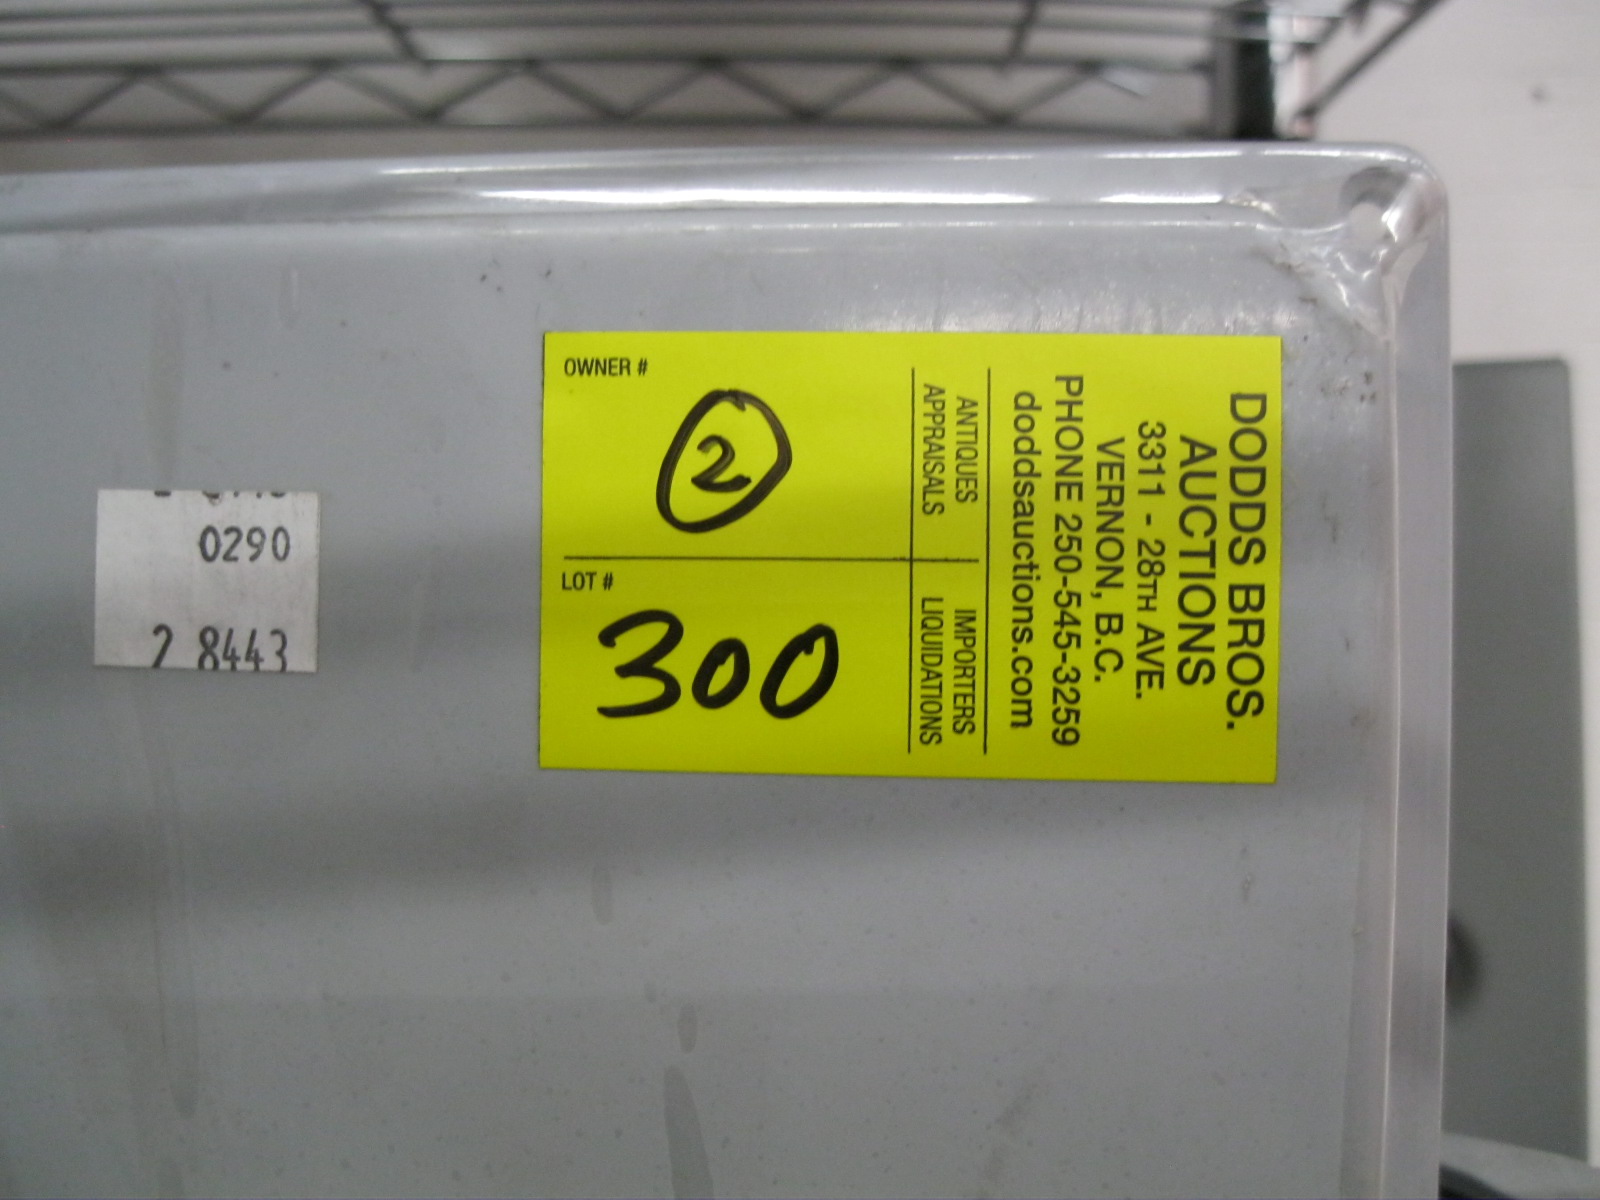 DODDS BROS.
AUCTIONS
3311 - 28TH AVE.
VERNON, B.C.
PHONE 250-545-3259
doddsauctions.com
ANTIQUES
APPRAISALS
IMPORTERS
LIQUIDATIONS
OWNER #
2
LOT #
300
0290
2 8443